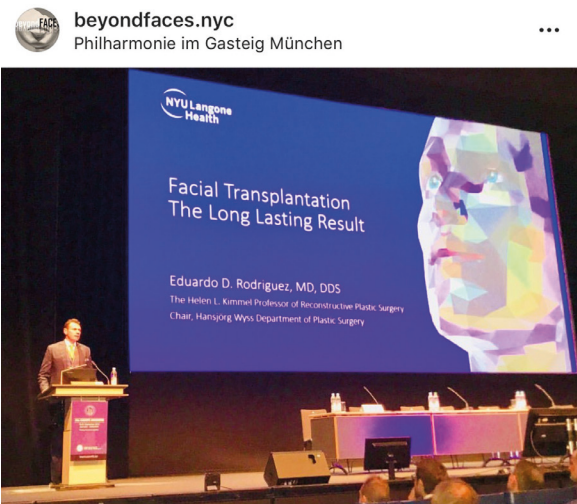 beyondfaces.nyc
Philharmonie im Gasteig München
NYU Langone
Health
Facial Transplantation
The Long Lasting Result
Eduardo D. Rodriguez, MD, DDS
The Helen L. Kimmel Professor of Reconstructive Plastic Surgery
Chair, Hansjörg Wyss Department of Plastic Surgery